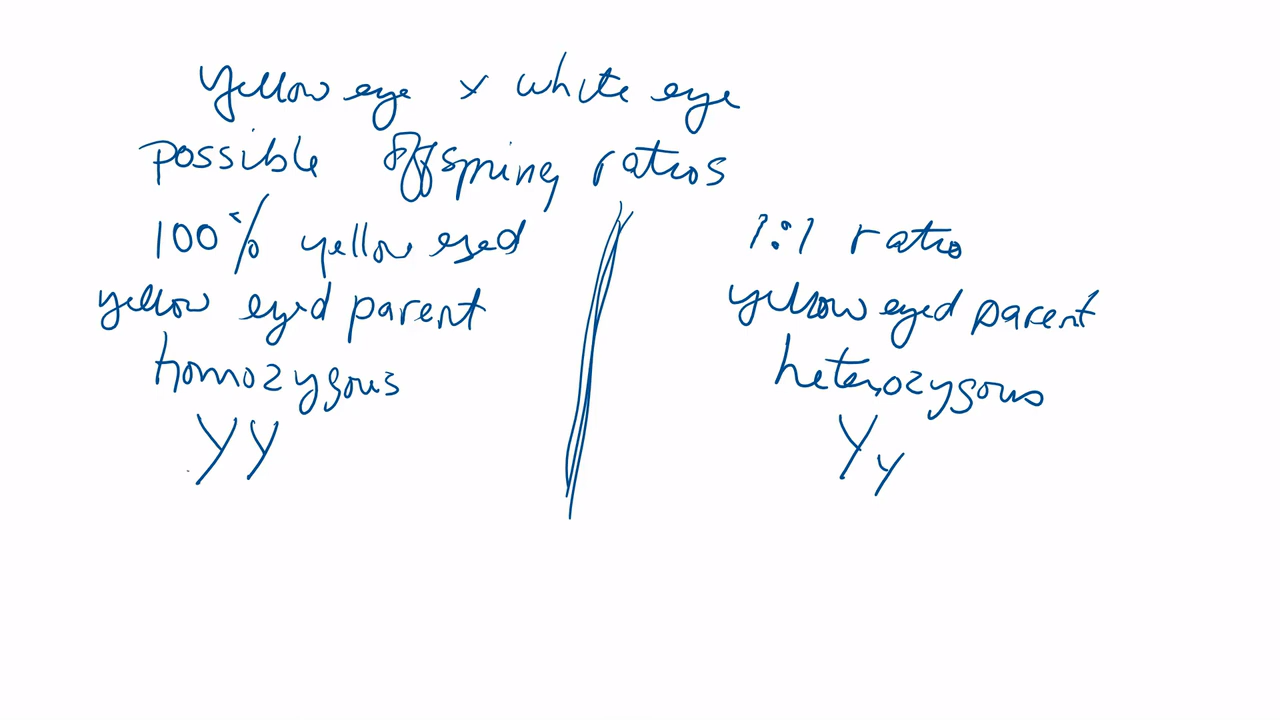 yellow eye x white eye
possible offspring ratios
100% yellow eyed
yellow eyed parent
homozygous
YY
1:1 ratio
yellow eyed parent
heterozygous
Yy